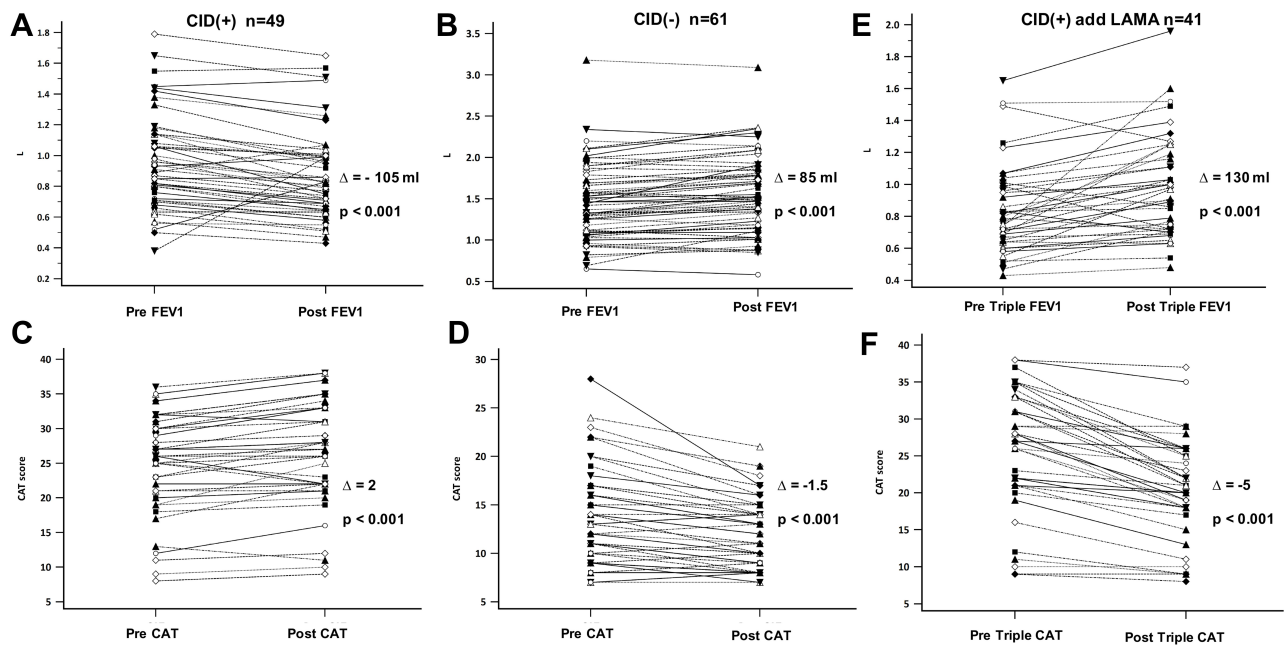 A
CID(+) n=49
1.8
1.6
1.4
1.2
1.0
0.8
0.6
0.4
0.2
L
Δ = - 105 ml
p < 0.001
Pre FEV1
Post FEV1
B
CID(-) n=61
3.5
3.0
2.5
2.0
1.5
1.0
0.5
L
Δ = 85 ml
p < 0.001
Pre FEV1
Post FEV1
E
CID(+) add LAMA n=41
2.0
1.8
1.6
1.4
1.2
1.0
0.8
0.6
0.4
L
Δ = 130 ml
p < 0.001
Pre Triple FEV1
Post Triple FEV1
C
40
35
30
25
20
15
10
5
CAT score
Δ = 2
p < 0.001
Pre CAT
Post CAT
D
30
25
20
15
10
5
CAT score
Δ = -1.5
p < 0.001
Pre CAT
Post CAT
F
40
35
30
25
20
15
10
5
CAT score
Δ = -5
p < 0.001
Pre Triple CAT
Post Triple CAT